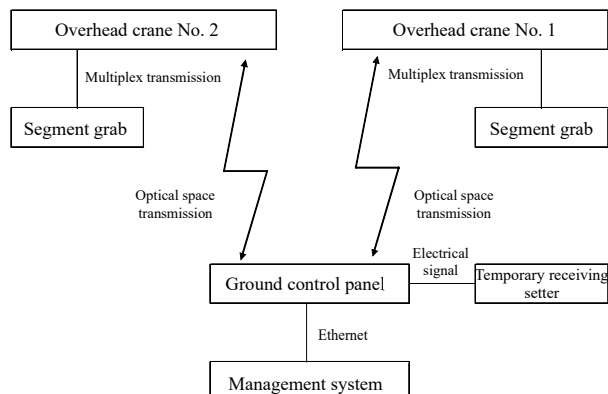 Overhead crane No. 2
Overhead crane No. 1
Multiplex transmission
Multiplex transmission
Segment grab
Segment grab
Optical space
transmission
Optical space
transmission
Electrical
signal
Ground control panel
Temporary receiving
setter
Ethernet
Management system